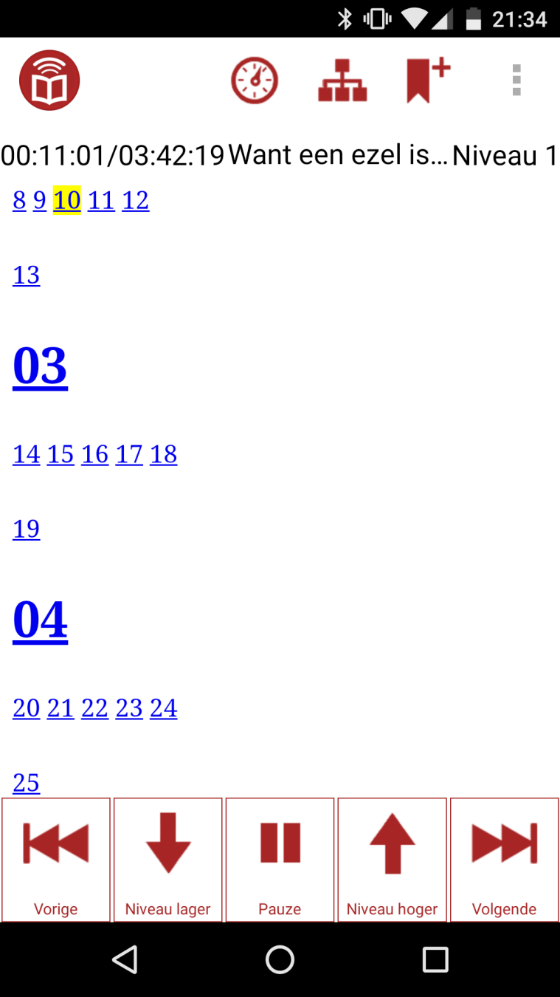 21:34
00:11:01/03:42:19 Want een ezel is... Niveau 1
8 9 10 11 12
13
03
14 15 16 17 18
19
04
20 21 22 23 24
25
Vorige Niveau lager Pauze Niveau hoger Volgende